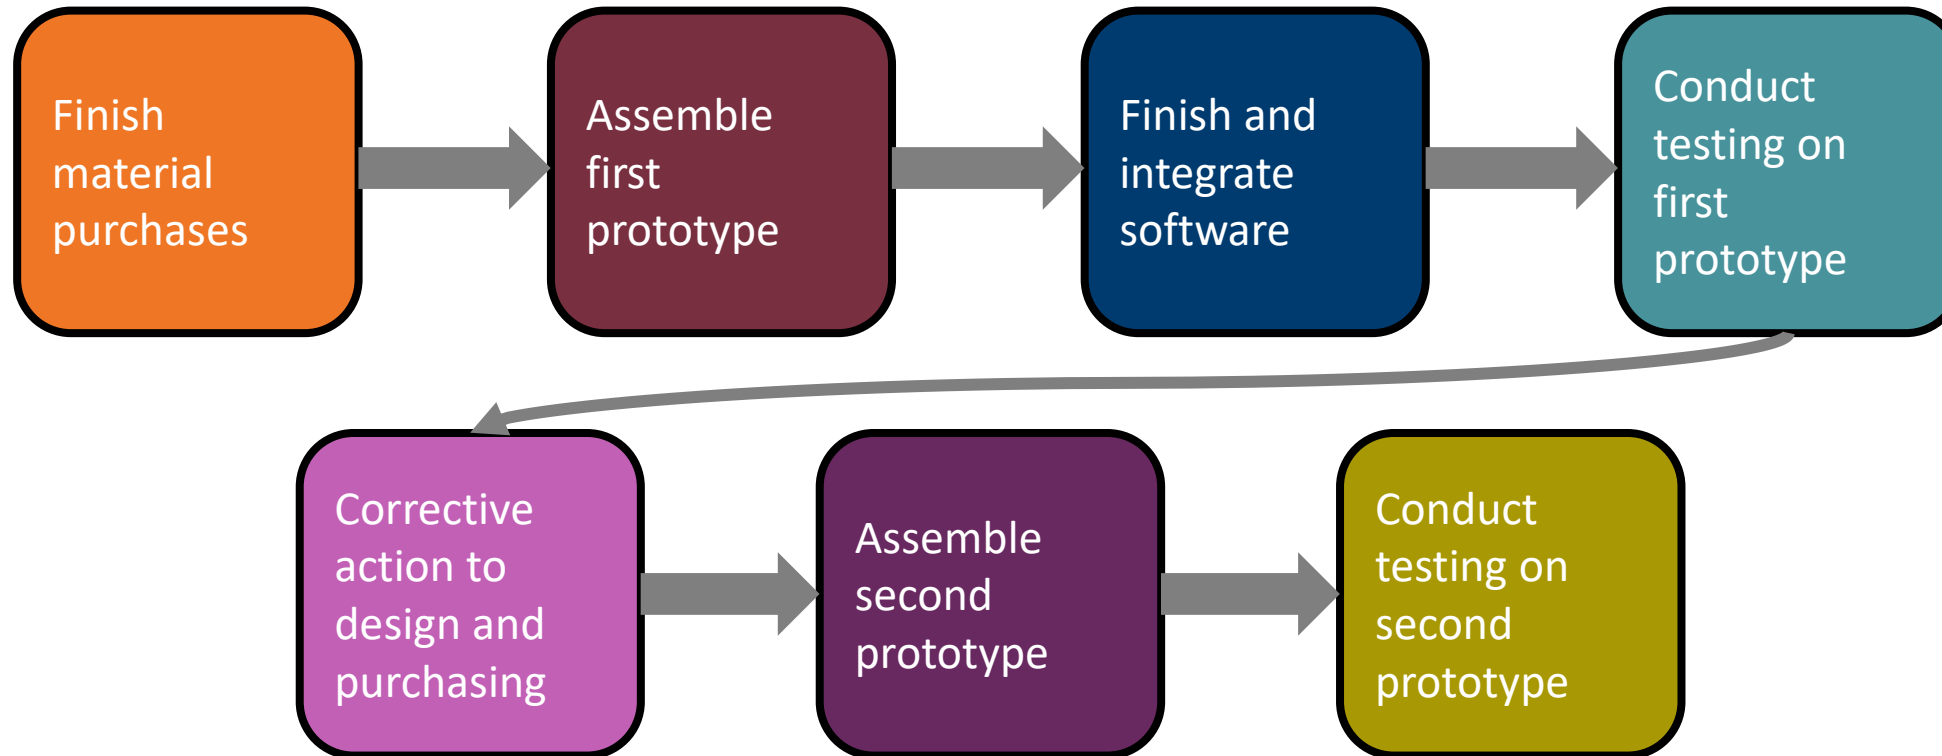 Finish
material
purchases
Assemble
first
prototype
Finish and
integrate
software
Conduct
testing on
first
prototype
Corrective
action to
design and
purchasing
Assemble
second
prototype
Conduct
testing on
second
prototype